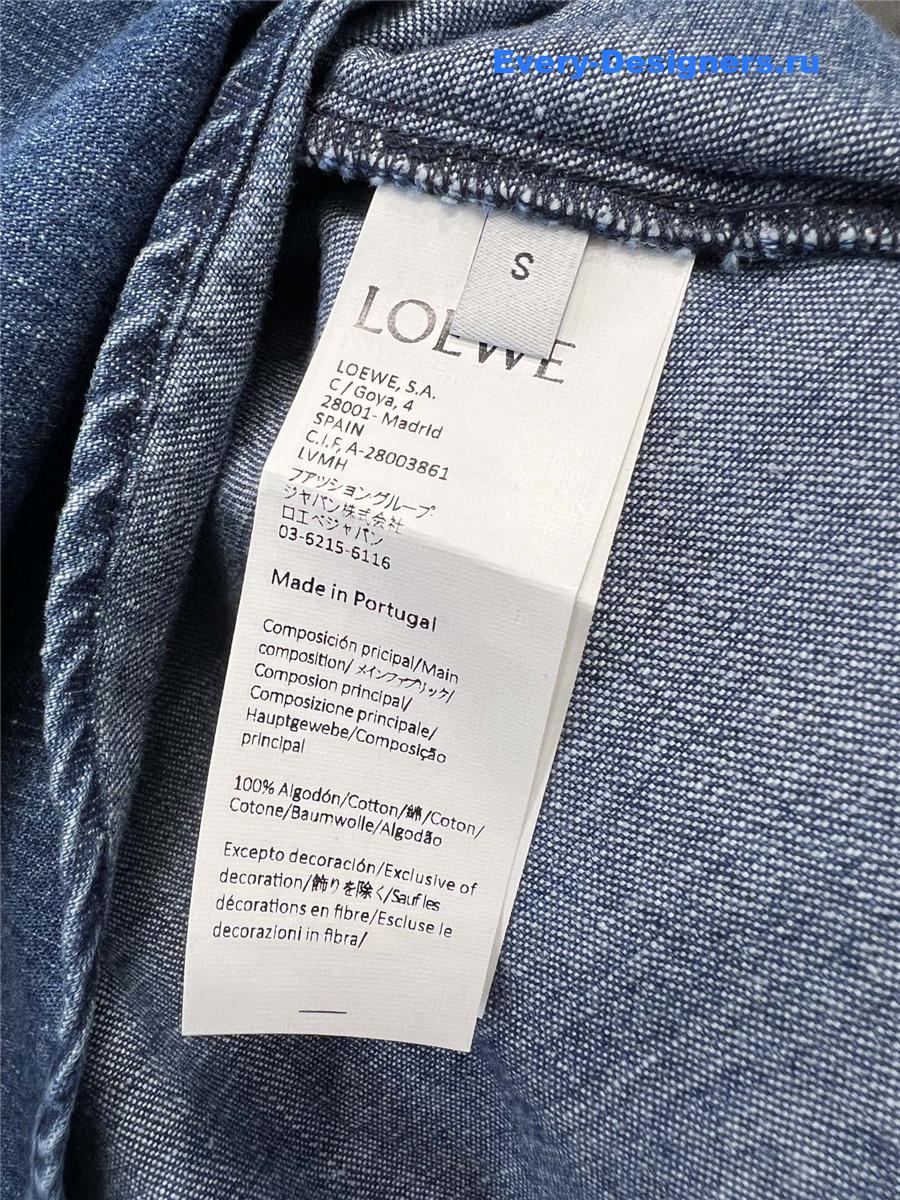 Every-Designers.ru
S
LOEWE
LOEWE, S.A.
C/Goya, 4
28001- Madrid
SPAIN
C.I.F, A-28003861
LVMH
ファッショングループ
ジャパン株式会社
ロエベジャパン
03-6215-6116
Made in Portugal
Composición pricipal/Main
composition/メインファブリック/
Composion principal/
Composizione principale/
Hauptgewebe/Composição
principal
100% Algodón/Cotton/綿/Coton/
Cotone/Baumwolle/Algodão
Excepto decoración/Exclusive of
decoration/飾りを除く/Sauf les
décorations en fibre/Escluse le
decorazioni in fibra/